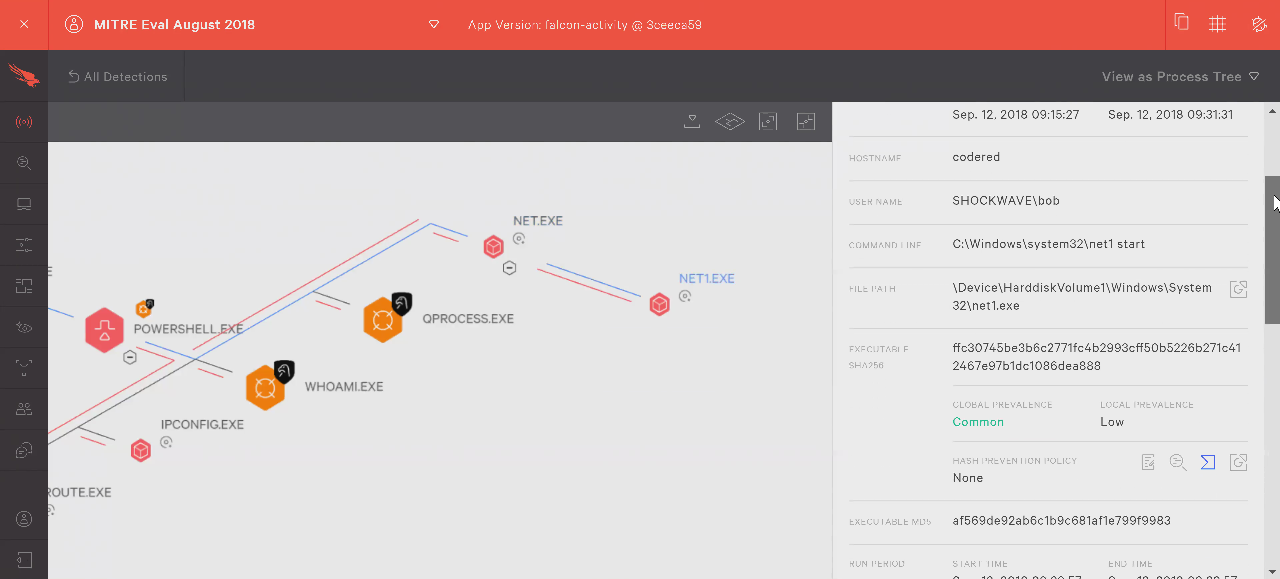 MITRE Eval August 2018
App Version: falcon-activity @ 3ceeca59
All Detections
View as Process Tree
Sep. 12, 2018 09:15:27 Sep. 12, 2018 09:31:31
HOSTNAME codered
USER NAME SHOCKWAVE\bob
COMMAND LINE C:\Windows\system32\net1 start
FILE PATH \Device\HarddiskVolume1\Windows\System
32\net1.exe
EXECUTABLE SHA256 ffc30745be3b6c2771fc4b2993cff50b5226b271c41
2467e97b1dc1086dea888
GLOBAL PREVALENCE LOCAL PREVALENCE
Common Low
HASH PREVENTION POLICY
None
EXECUTABLE MD5 af569de92ab6c1b9c681af1e799f9983
RUN PERIOD START TIME END TIME
NET.EXE
NET1.EXE
QPROCESS.EXE
POWERSHELL.EXE
WHOAMI.EXE
IPCONFIG.EXE
ROUTE.EXE